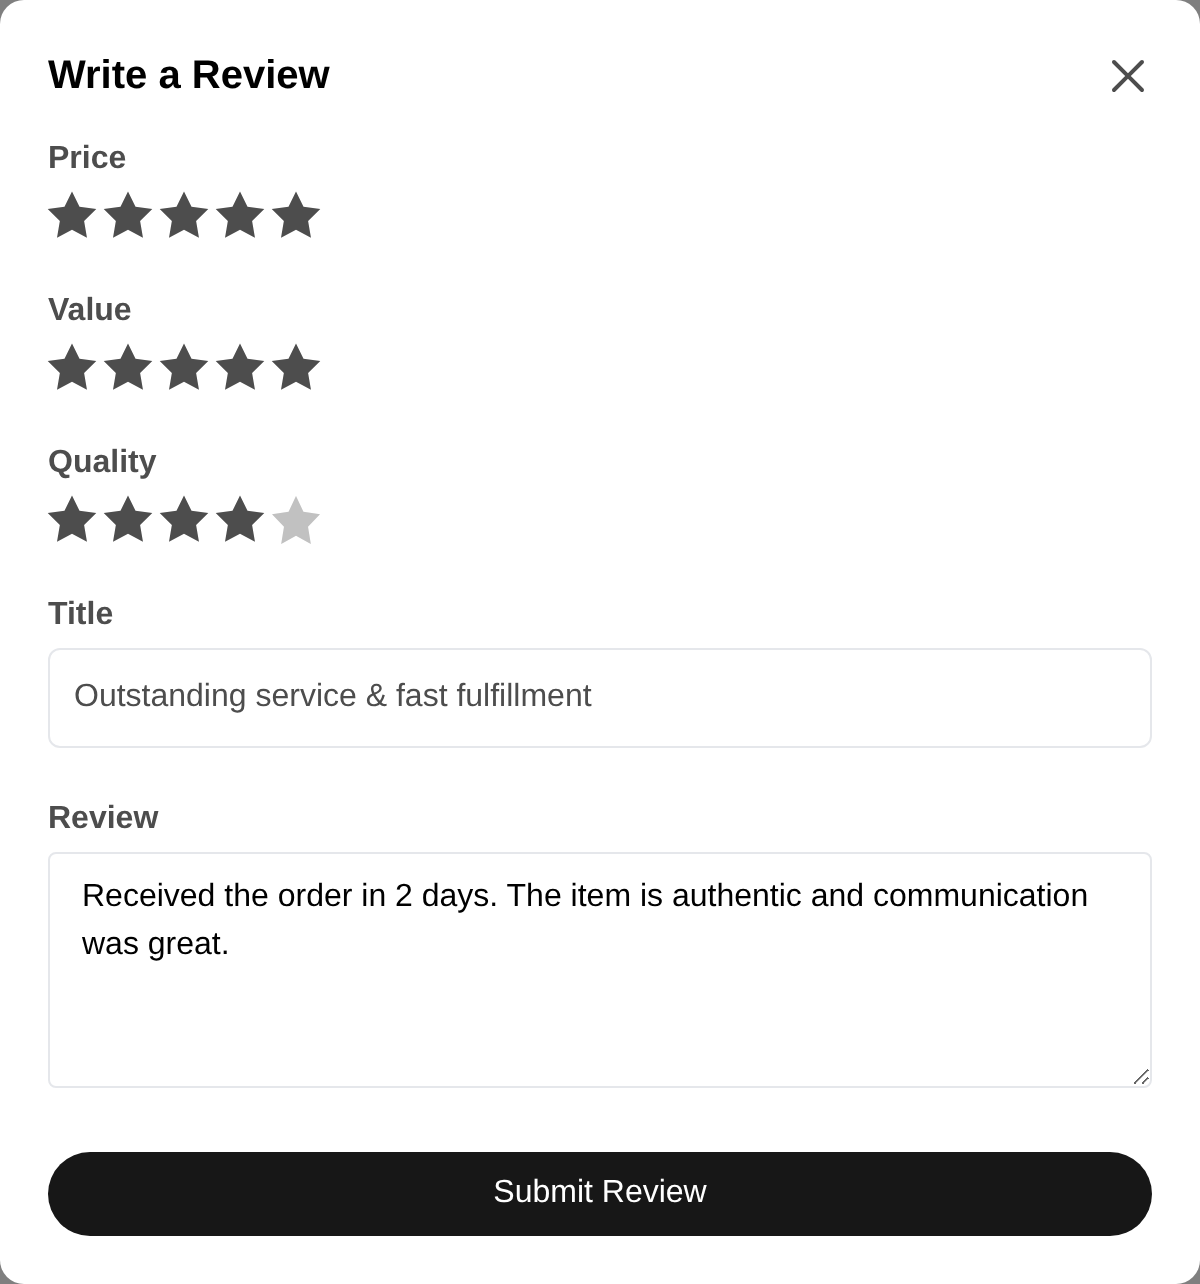 Write a Review
Price
Value
Quality
Title
Outstanding service & fast fulfillment
Review
Received the order in 2 days. The item is authentic and communication
was great.
Submit Review